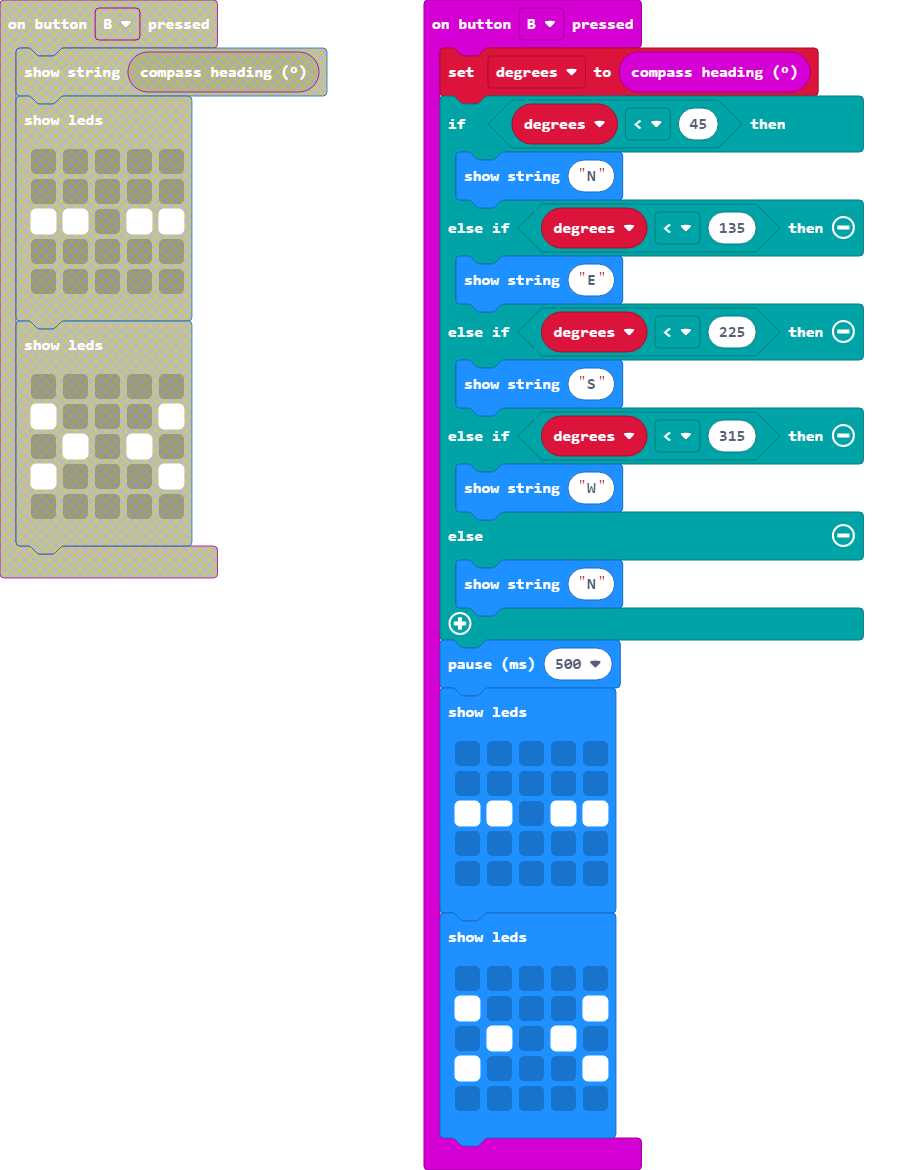 on button B pressed
show string compass heading (º)
show leds
show leds
on button B pressed
set degrees to compass heading (º)
if degrees < 45 then
show string "N"
else if degrees < 135 then
show string "E"
else if degrees < 225 then
show string "S"
else if degrees < 315 then
show string "W"
else
show string "N"
pause (ms) 500
show leds
show leds